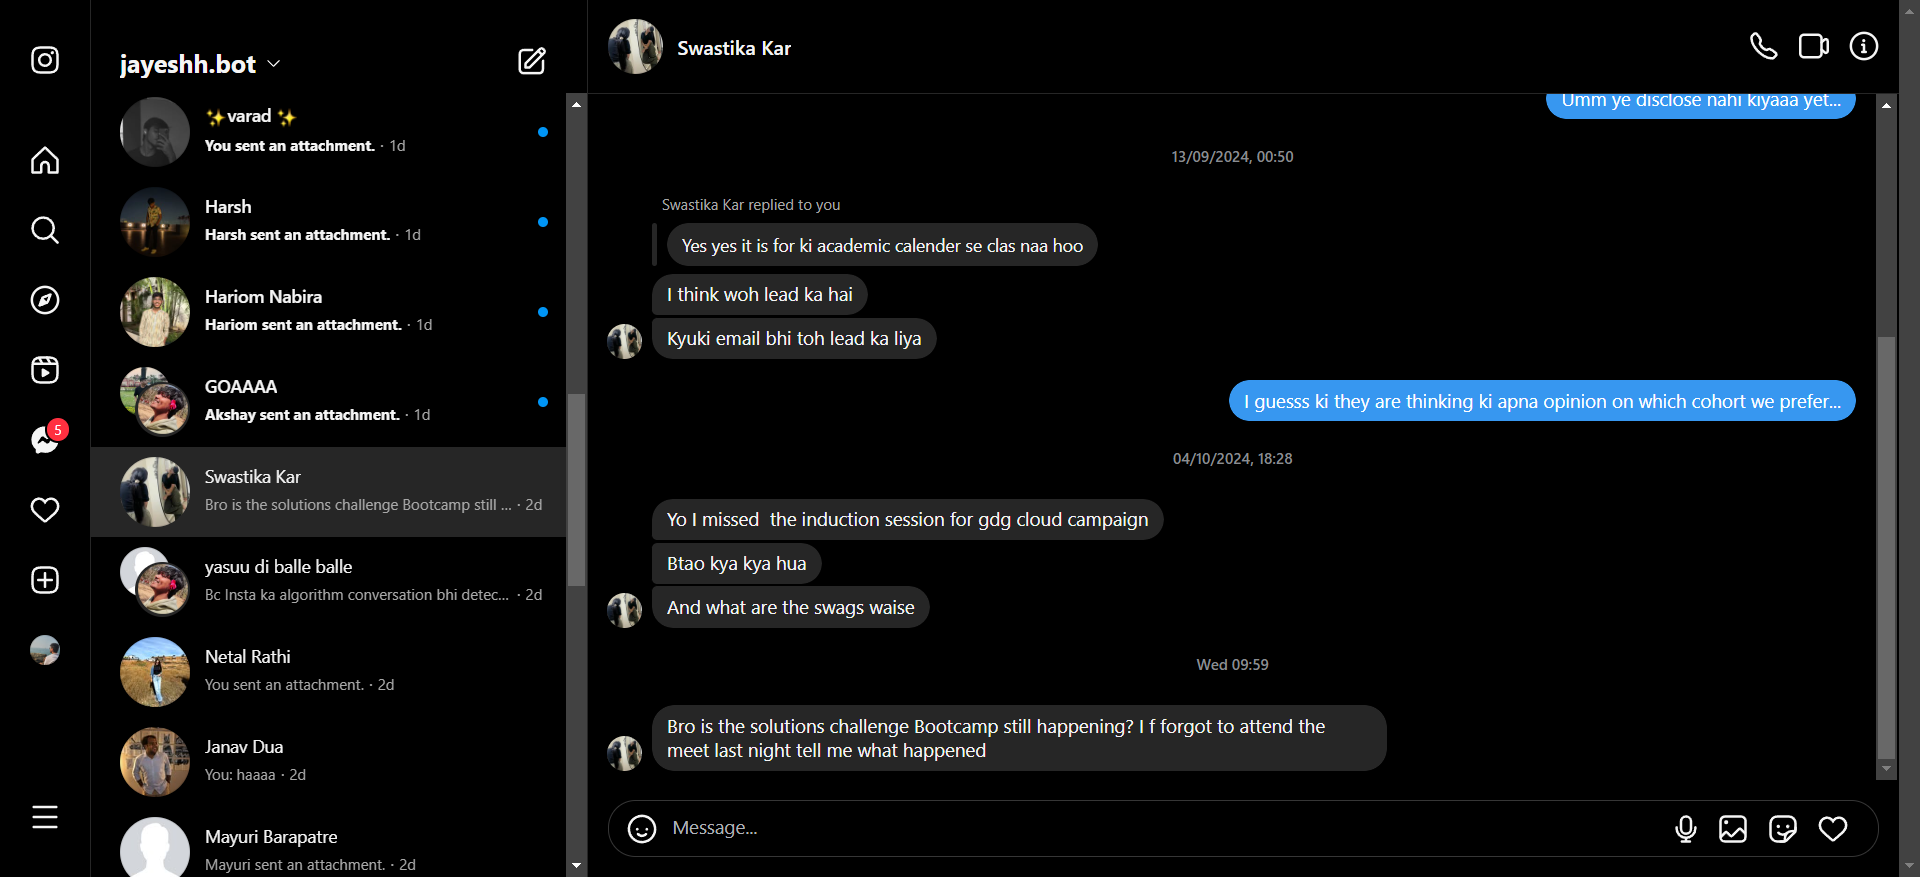 5
jayeshh.bot
✨varad ✨
You sent an attachment. · 1d
Harsh
Harsh sent an attachment. · 1d
Hariom Nabira
Hariom sent an attachment. · 1d
GOAAAA
Akshay sent an attachment. · 1d
Swastika Kar
Bro is the solutions challenge Bootcamp still ... · 2d
yasuu di balle balle
Bc Insta ka algorithm conversation bhi detec... · 2d
Netal Rathi
You sent an attachment. · 2d
Janav Dua
You: haaaa · 2d
Mayuri Barapatre
Mayuri sent an attachment. · 2d
Swastika Kar
Umm ye disclose nahi kiyaaa yet...
13/09/2024, 00:50
Swastika Kar replied to you
Yes yes it is for ki academic calender se clas naa hoo
I think woh lead ka hai
Kyuki email bhi toh lead ka liya
I guesss ki they are thinking ki apna opinion on which cohort we prefer...
04/10/2024, 18:28
Yo I missed  the induction session for gdg cloud campaign
Btao kya kya hua
And what are the swags waise
Wed 09:59
Bro is the solutions challenge Bootcamp still happening? I f forgot to attend the
meet last night tell me what happened
Message...